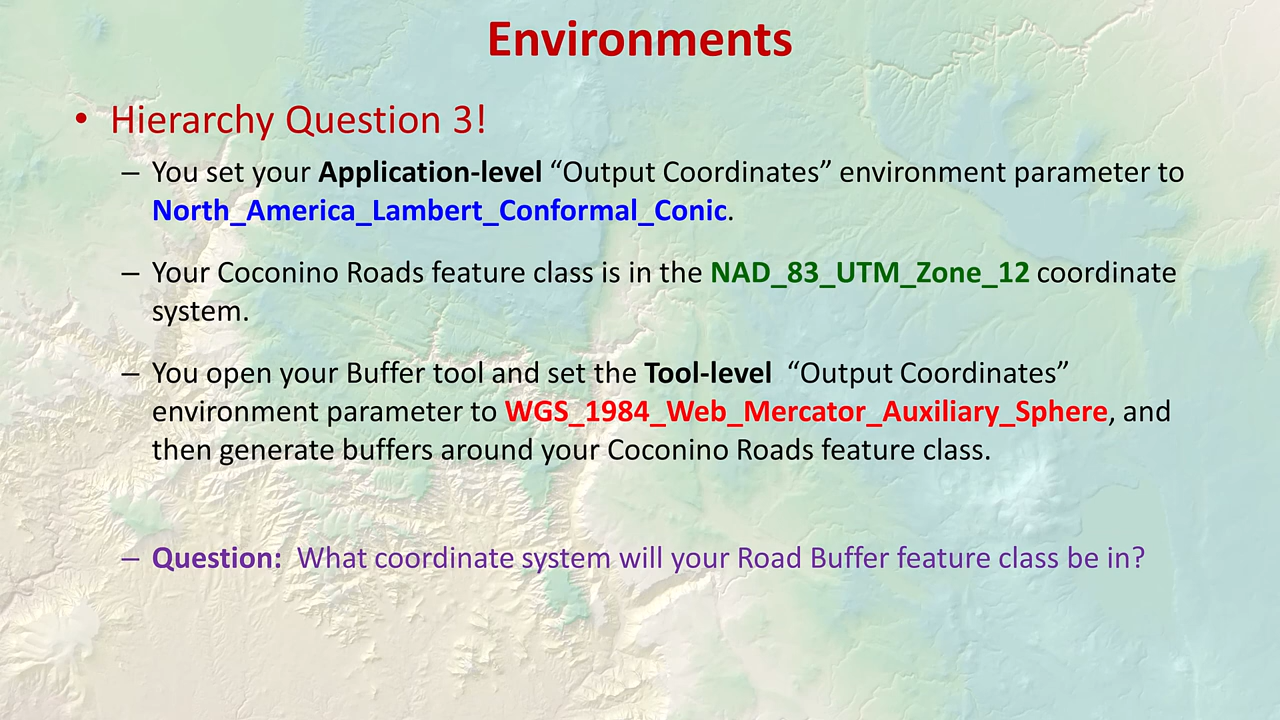 Environments
• Hierarchy Question 3!
– You set your Application-level “Output Coordinates” environment parameter to
North_America_Lambert_Conformal_Conic.
– Your Coconino Roads feature class is in the NAD_83_UTM_Zone_12 coordinate
system.
– You open your Buffer tool and set the Tool-level “Output Coordinates”
environment parameter to WGS_1984_Web_Mercator_Auxiliary_Sphere, and
then generate buffers around your Coconino Roads feature class.
– Question: What coordinate system will your Road Buffer feature class be in?